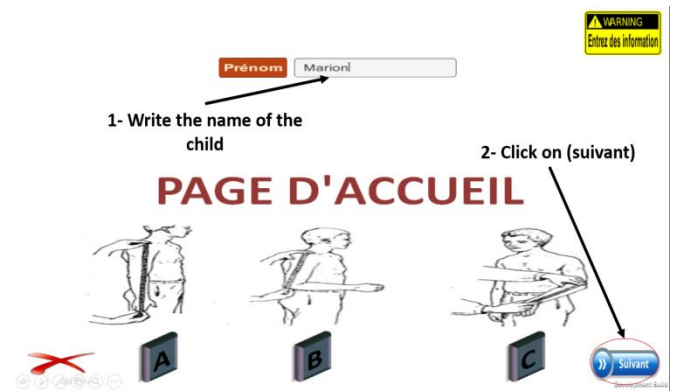 WARNING
Entrez des information
Prénom Marion
1- Write the name of the
child
2- Click on (suivant)
PAGE D'ACCUEIL
A B C
Suivant